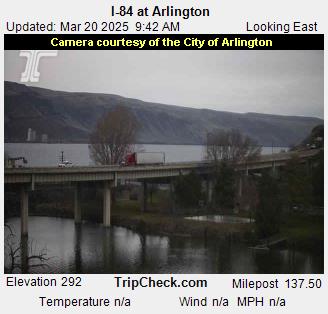 I-84 at Arlington
Updated: Mar 20 2025 9:42 AM Looking East
Camera courtesy of the City of Arlington
Elevation 292 TripCheck.com Milepost 137.50
Temperature n/a Wind n/a MPH n/a